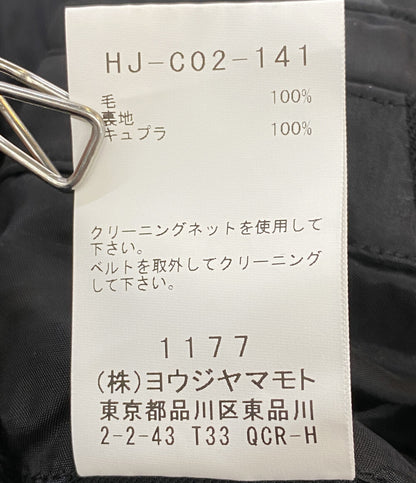 HJ-C02-141
毛 100%
裏地
キュプラ 100%
クリーニングネットを使用して
下さい。
ベルトを取外してクリーニング
して下さい。
1177
(株)ヨウジヤマモト
東京都品川区東品川
2-2-43 T33 QCR-H